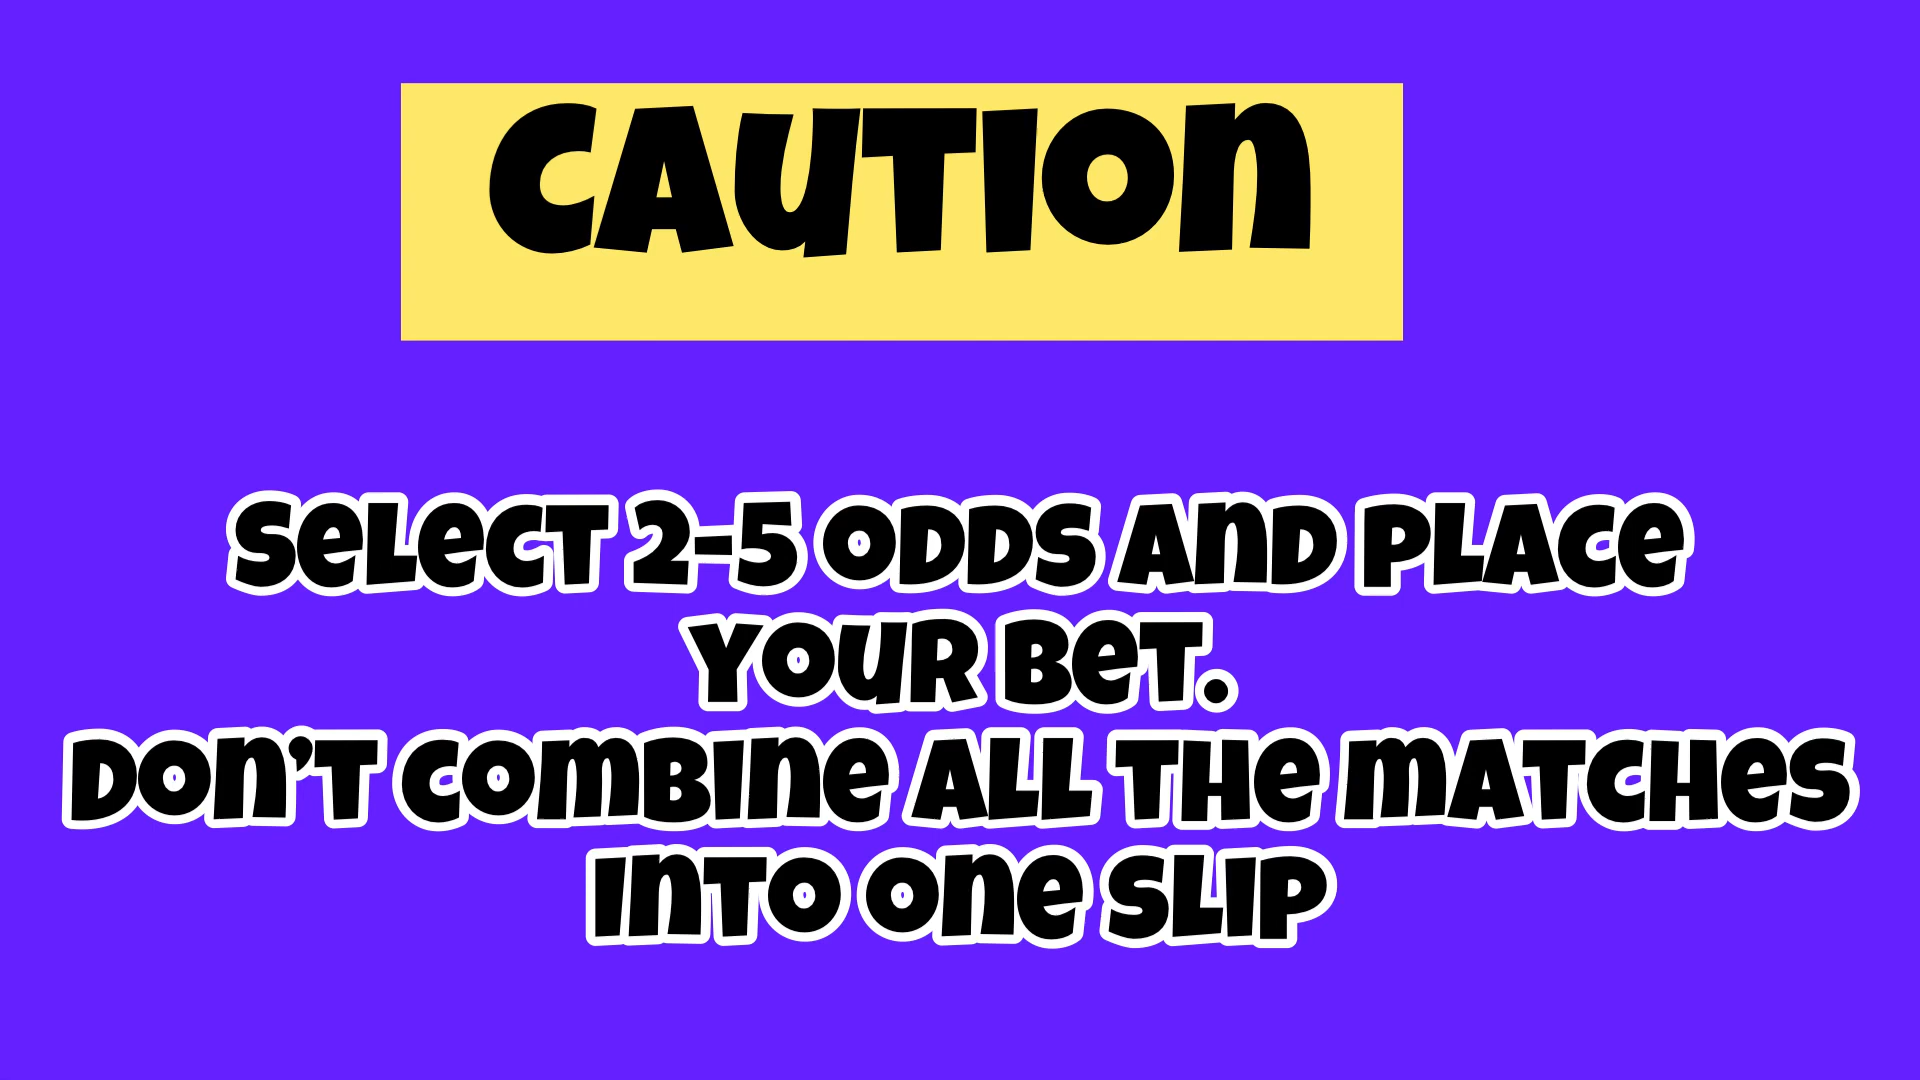 CAUTION
SELECT 2-5 ODDS AND PLACE
YOUR BET.
DON'T COMBINE ALL THE MATCHES
INTO ONE SLIP